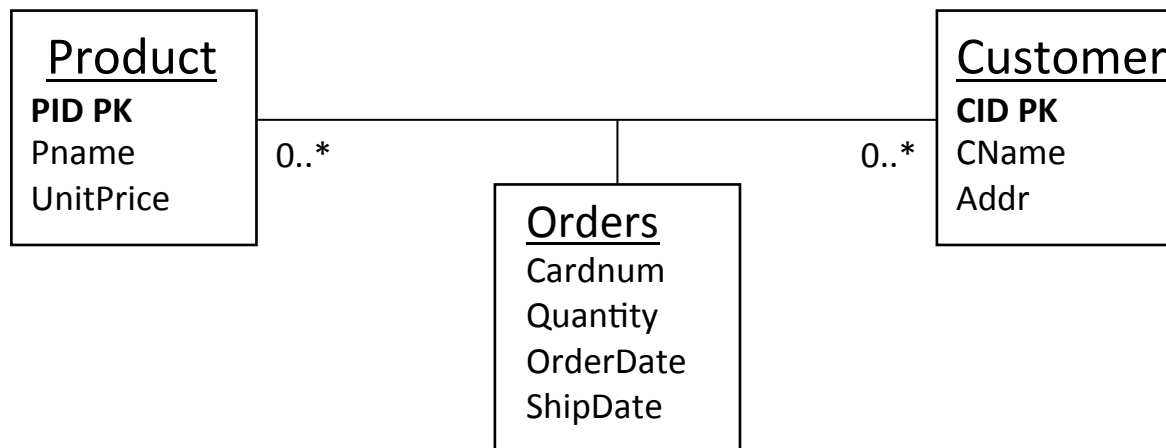 Product
PID PK
Pname
UnitPrice
0..*
0..*
Customer
CID PK
CName
Addr
Orders
Cardnum
Quantity
OrderDate
ShipDate